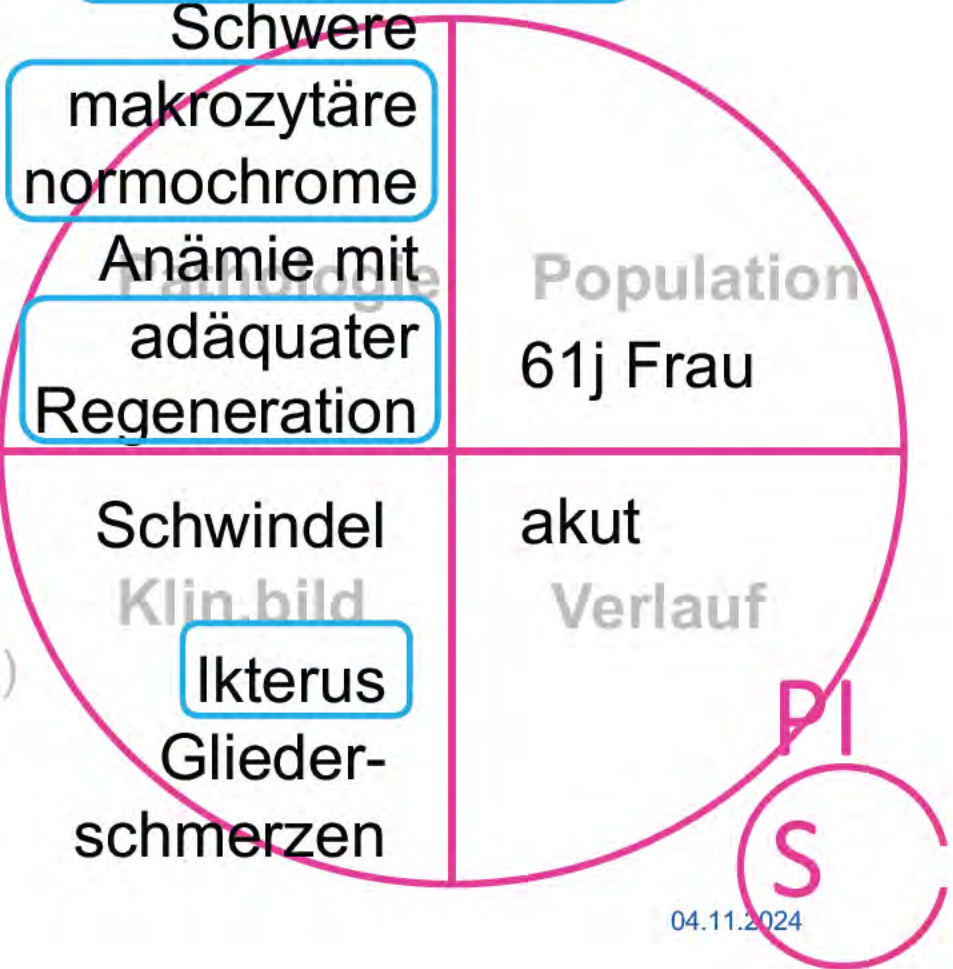 Schwere
makrozytäre
normochrome
Anämie mit
Pathologie
adäquater
Regeneration
Population
61j Frau
Schwindel
Klin.bild
Ikterus
Glieder-
schmerzen
akut
Verlauf
)
PI
S
04.11.2024